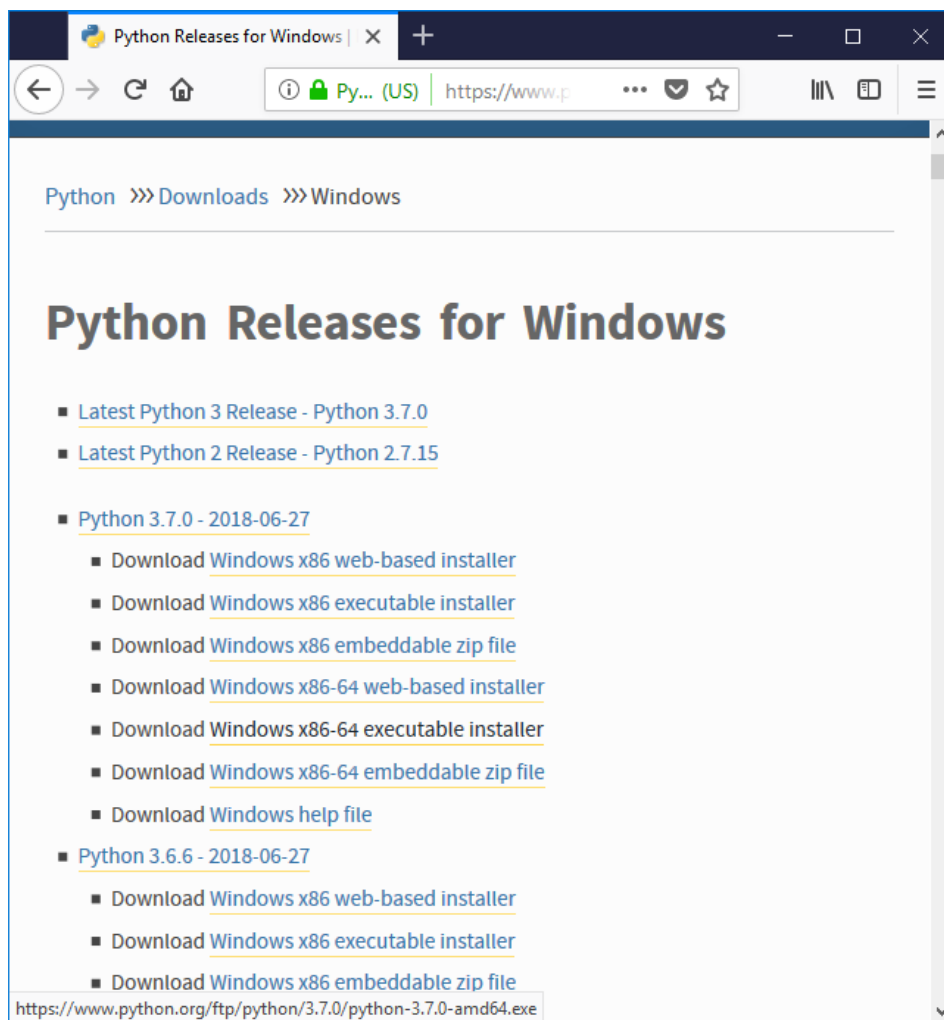 Python Releases for Windows |
Py... (US) https://www.p
Python >>> Downloads >>> Windows
Python Releases for Windows
Latest Python 3 Release - Python 3.7.0
Latest Python 2 Release - Python 2.7.15
Python 3.7.0 - 2018-06-27
Download Windows x86 web-based installer
Download Windows x86 executable installer
Download Windows x86 embeddable zip file
Download Windows x86-64 web-based installer
Download Windows x86-64 executable installer
Download Windows x86-64 embeddable zip file
Download Windows help file
Python 3.6.6 - 2018-06-27
Download Windows x86 web-based installer
Download Windows x86 executable installer
Download Windows x86 embeddable zip file
https://www.python.org/ftp/python/3.7.0/python-3.7.0-amd64.exe